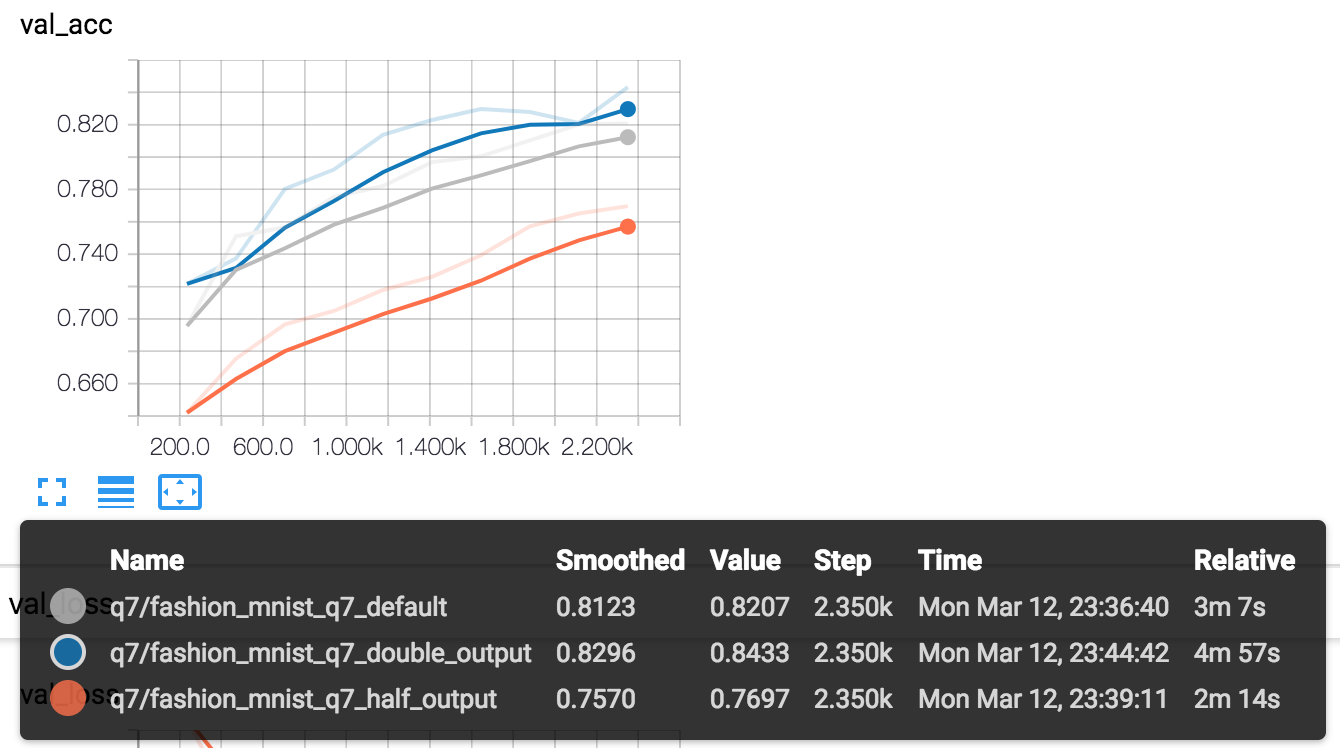 val_acc
0.820
0.780
0.740
0.700
0.660
200.0 600.0 1.000k 1.400k 1.800k 2.200k
Name Smoothed Value Step Time Relative
val_loss
q7/fashion_mnist_q7_default 0.8123 0.8207 2.350k Mon Mar 12, 23:36:40 3m 7s
q7/fashion_mnist_q7_double_output 0.8296 0.8433 2.350k Mon Mar 12, 23:44:42 4m 57s
val_loss
q7/fashion_mnist_q7_half_output 0.7570 0.7697 2.350k Mon Mar 12, 23:39:11 2m 14s